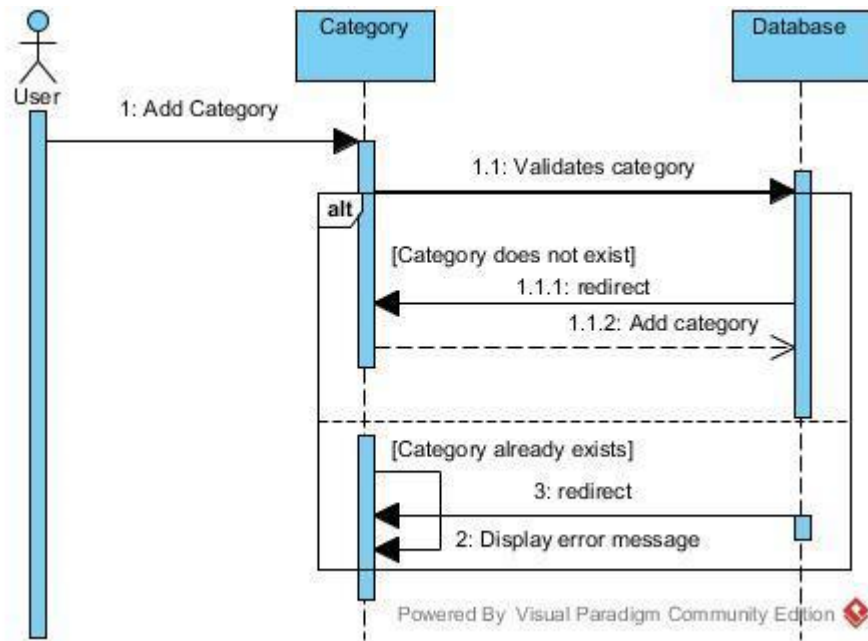 Category
Database
User
1: Add Category
1.1: Validates category
alt
[Category does not exist]
1.1.1: redirect
1.1.2: Add category
[Category already exists]
3: redirect
2: Display error message
Powered By Visual Paradigm Community Edition